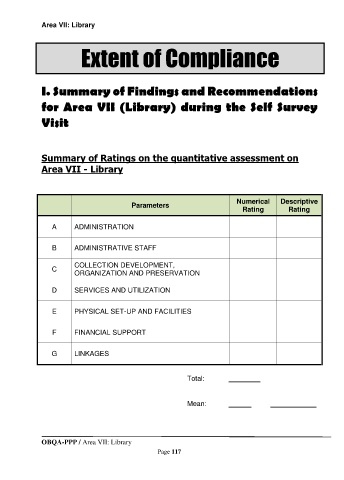 Area VII: Library
Extent of Compliance
I. Summary of Findings and Recommendations
for Area VII (Library) during the Self Survey
Visit
Summary of Ratings on the quantitative assessment on
Area VII - Library
Parameters Numerical Rating Descriptive Rating
A ADMINISTRATION
B ADMINISTRATIVE STAFF
C COLLECTION DEVELOPMENT,
ORGANIZATION AND PRESERVATION
D SERVICES AND UTILIZATION
E PHYSICAL SET-UP AND FACILITIES
F FINANCIAL SUPPORT
G LINKAGES
Total:
Mean:
OBQA-PPP / Area VII: Library
Page 117